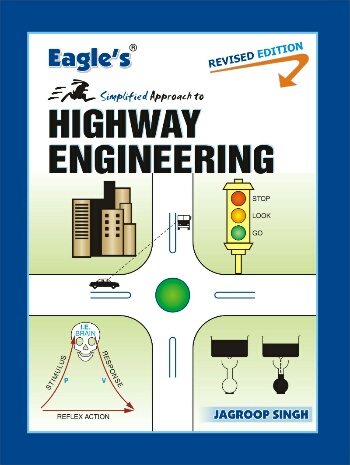 Eagle's®
REVISED EDITION
Simplified Approach to
HIGHWAY
ENGINEERING
STOP
LOOK
GO
I.E.
BRAIN
STIMULUS
RESPONSE
P
V
REFLEX ACTION
JAGROOP SINGH